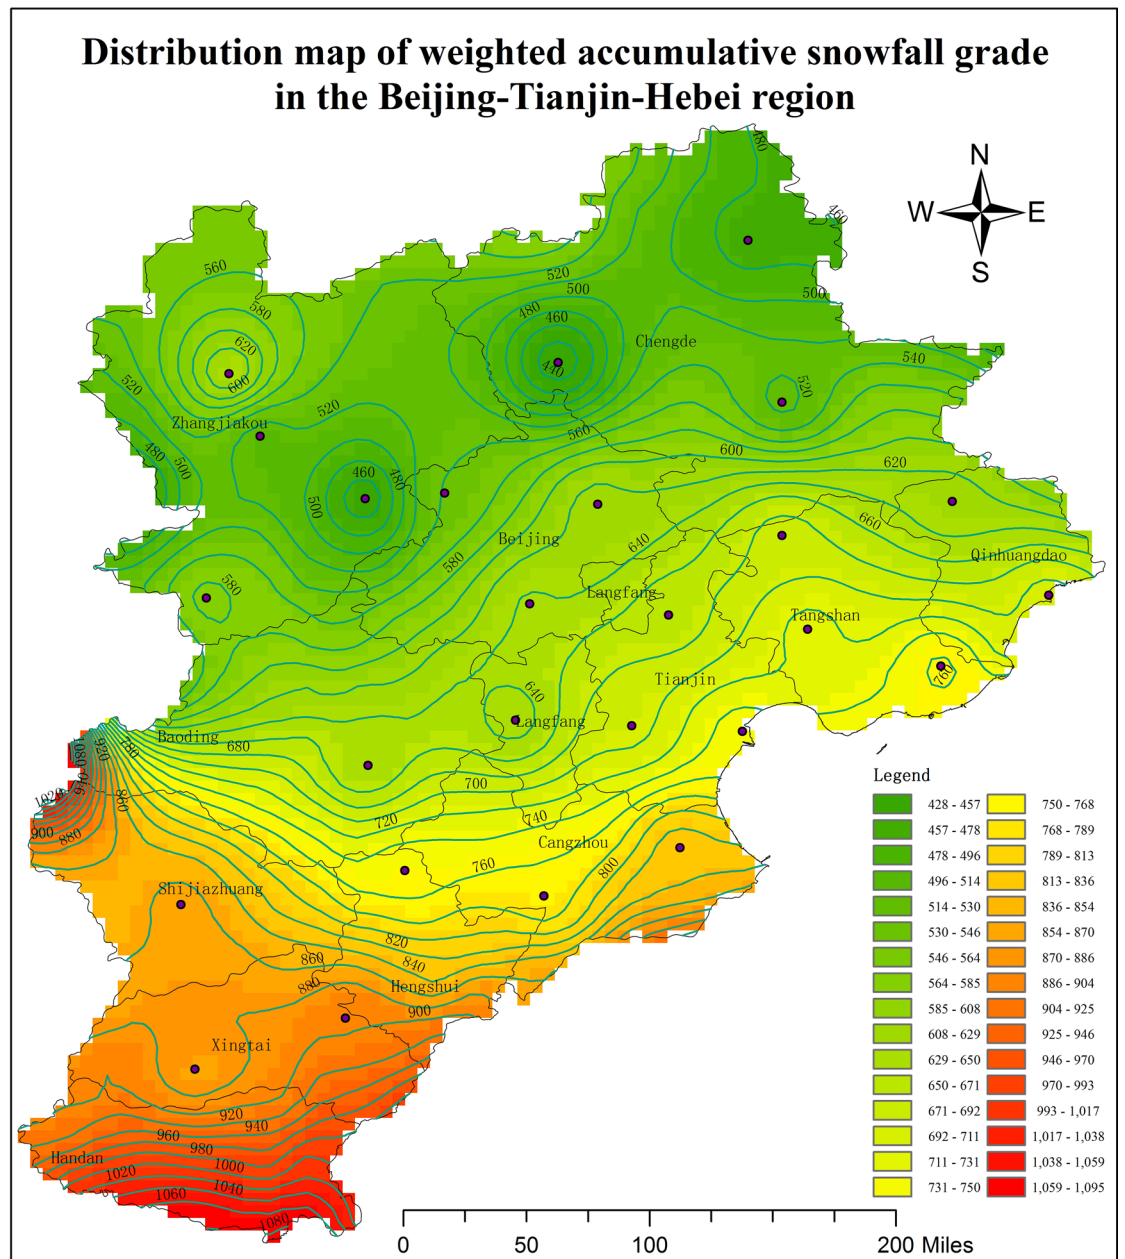 Distribution map of weighted accumulative snowfall grade
in the Beijing-Tianjin-Hebei region
N
W E
S
480
460
560
520
500
500
580
480
460
620
600
440
Chengde
540
520
520
520
Zhangjiakou
560
480
500
460
480
500
600
620
660
580
Beijing
640
580
Qinhuangdao
Langfang
Tangshan
Tianjin
760
640
Langfang
Baoding
680
1080
920
780
940
860
1020
900
880
700
720
740
Cangzhou
760
800
Shijiazhuang
820
840
860
880
Hengshui
900
Xingtai
920
940
960
980
Handan
1000
1020
1040
1060
1080
Legend
428 - 457 750 - 768
457 - 478 768 - 789
478 - 496 789 - 813
496 - 514 813 - 836
514 - 530 836 - 854
530 - 546 854 - 870
546 - 564 870 - 886
564 - 585 886 - 904
585 - 608 904 - 925
608 - 629 925 - 946
629 - 650 946 - 970
650 - 671 970 - 993
671 - 692 993 - 1,017
692 - 711 1,017 - 1,038
711 - 731 1,038 - 1,059
731 - 750 1,059 - 1,095
0 50 100 200 Miles